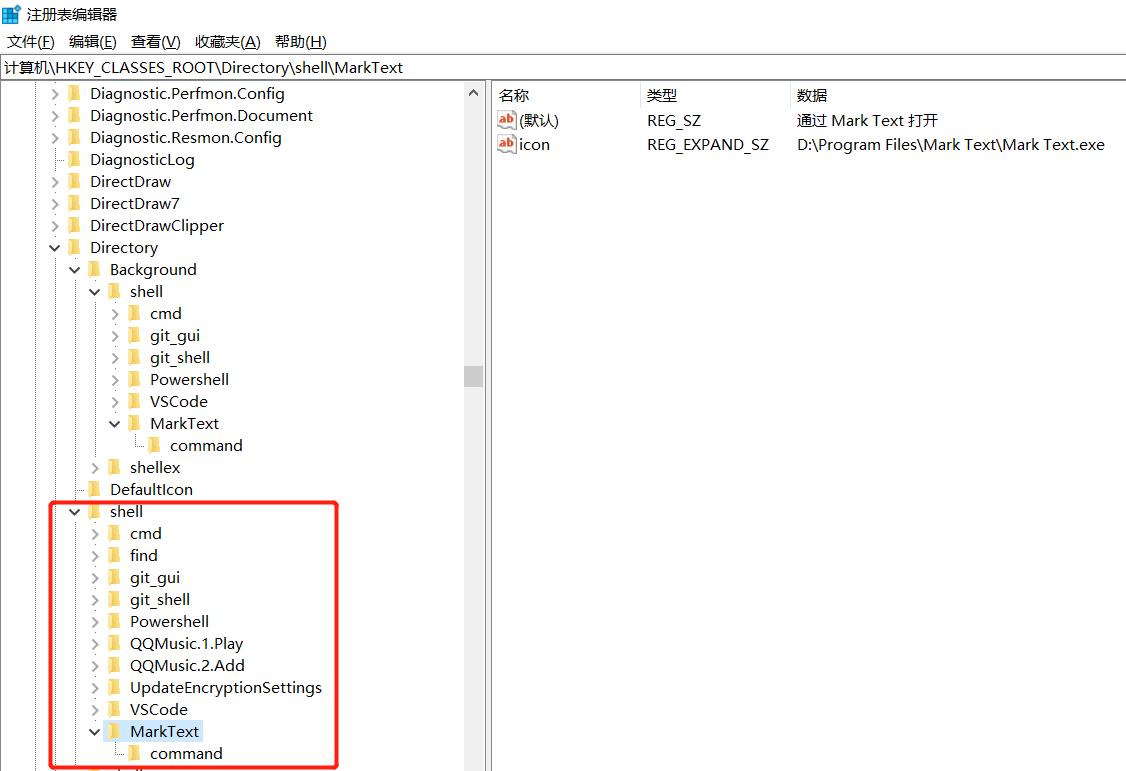 注册表编辑器
文件(F) 编辑(E) 查看(V) 收藏夹(A) 帮助(H)
计算机\HKEY_CLASSES_ROOT\Directory\shell\MarkText
Diagnostic.Perfmon.Config
Diagnostic.Perfmon.Document
Diagnostic.Resmon.Config
DiagnosticLog
DirectDraw
DirectDraw7
DirectDrawClipper
Directory
Background
shell
cmd
git_gui
git_shell
Powershell
VSCode
MarkText
command
shellex
DefaultIcon
shell
cmd
find
git_gui
git_shell
Powershell
QQMusic.1.Play
QQMusic.2.Add
UpdateEncryptionSettings
VSCode
MarkText
command
名称 类型 数据
ab (默认) REG_SZ 通过 Mark Text 打开
ab icon REG_EXPAND_SZ D:\Program Files\Mark Text\Mark Text.exe